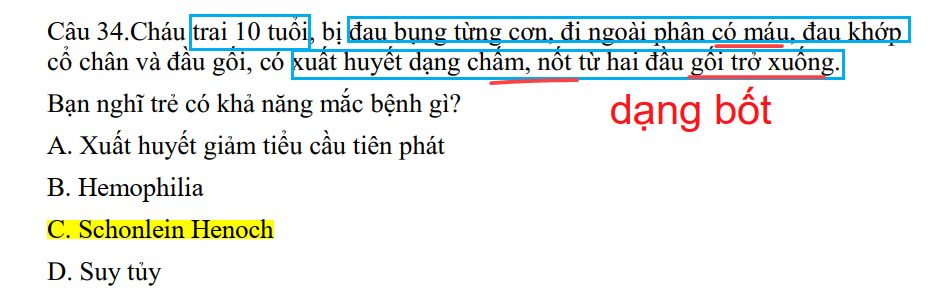 Câu 34.Cháu trai 10 tuổi, bị đau bụng từng cơn, đi ngoài phân có máu, đau khớp
cổ chân và đầu gối, có xuất huyết dạng chấm, nốt từ hai đầu gối trở xuống.
Bạn nghĩ trẻ có khả năng mắc bệnh gì?
dạng bốt
A. Xuất huyết giảm tiểu cầu tiên phát
B. Hemophilia
C. Schonlein Henoch
D. Suy tủy